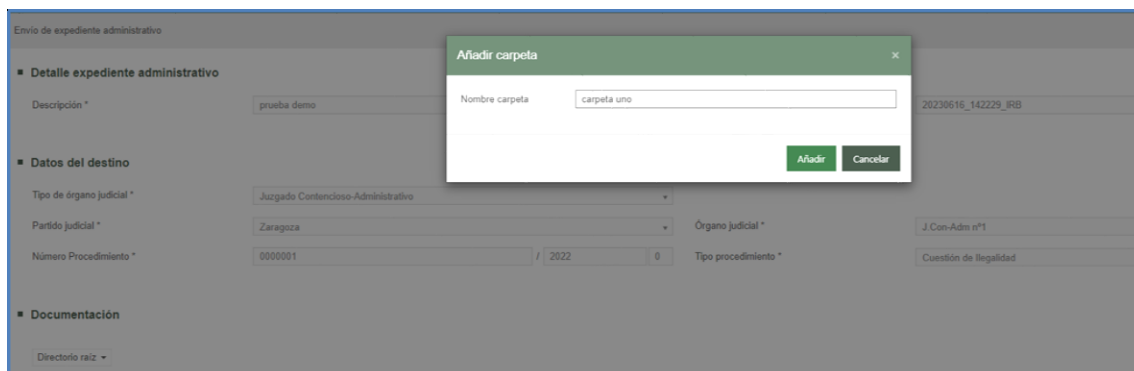 Envío de expediente administrativo
Añadir carpeta ×
Detalle expediente administrativo
Nombre carpeta carpeta uno
Descripción * prueba demo 20230616_142229_IRB
Añadir Cancelar
Datos del destino
Tipo de órgano judicial * Juzgado Contencioso-Administrativo
Partido judicial * Zaragoza Órgano judicial * J.Con-Adm nº1
Número Procedimiento * 0000001 / 2022 0 Tipo procedimiento * Cuestión de Ilegalidad
Documentación
Directorio raíz